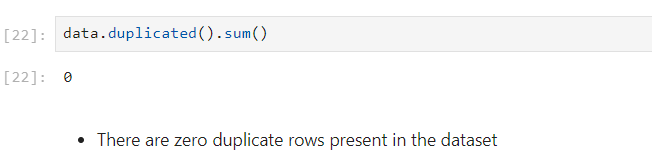 [22]: data.duplicated().sum()
[22]: 0
• There are zero duplicate rows present in the dataset